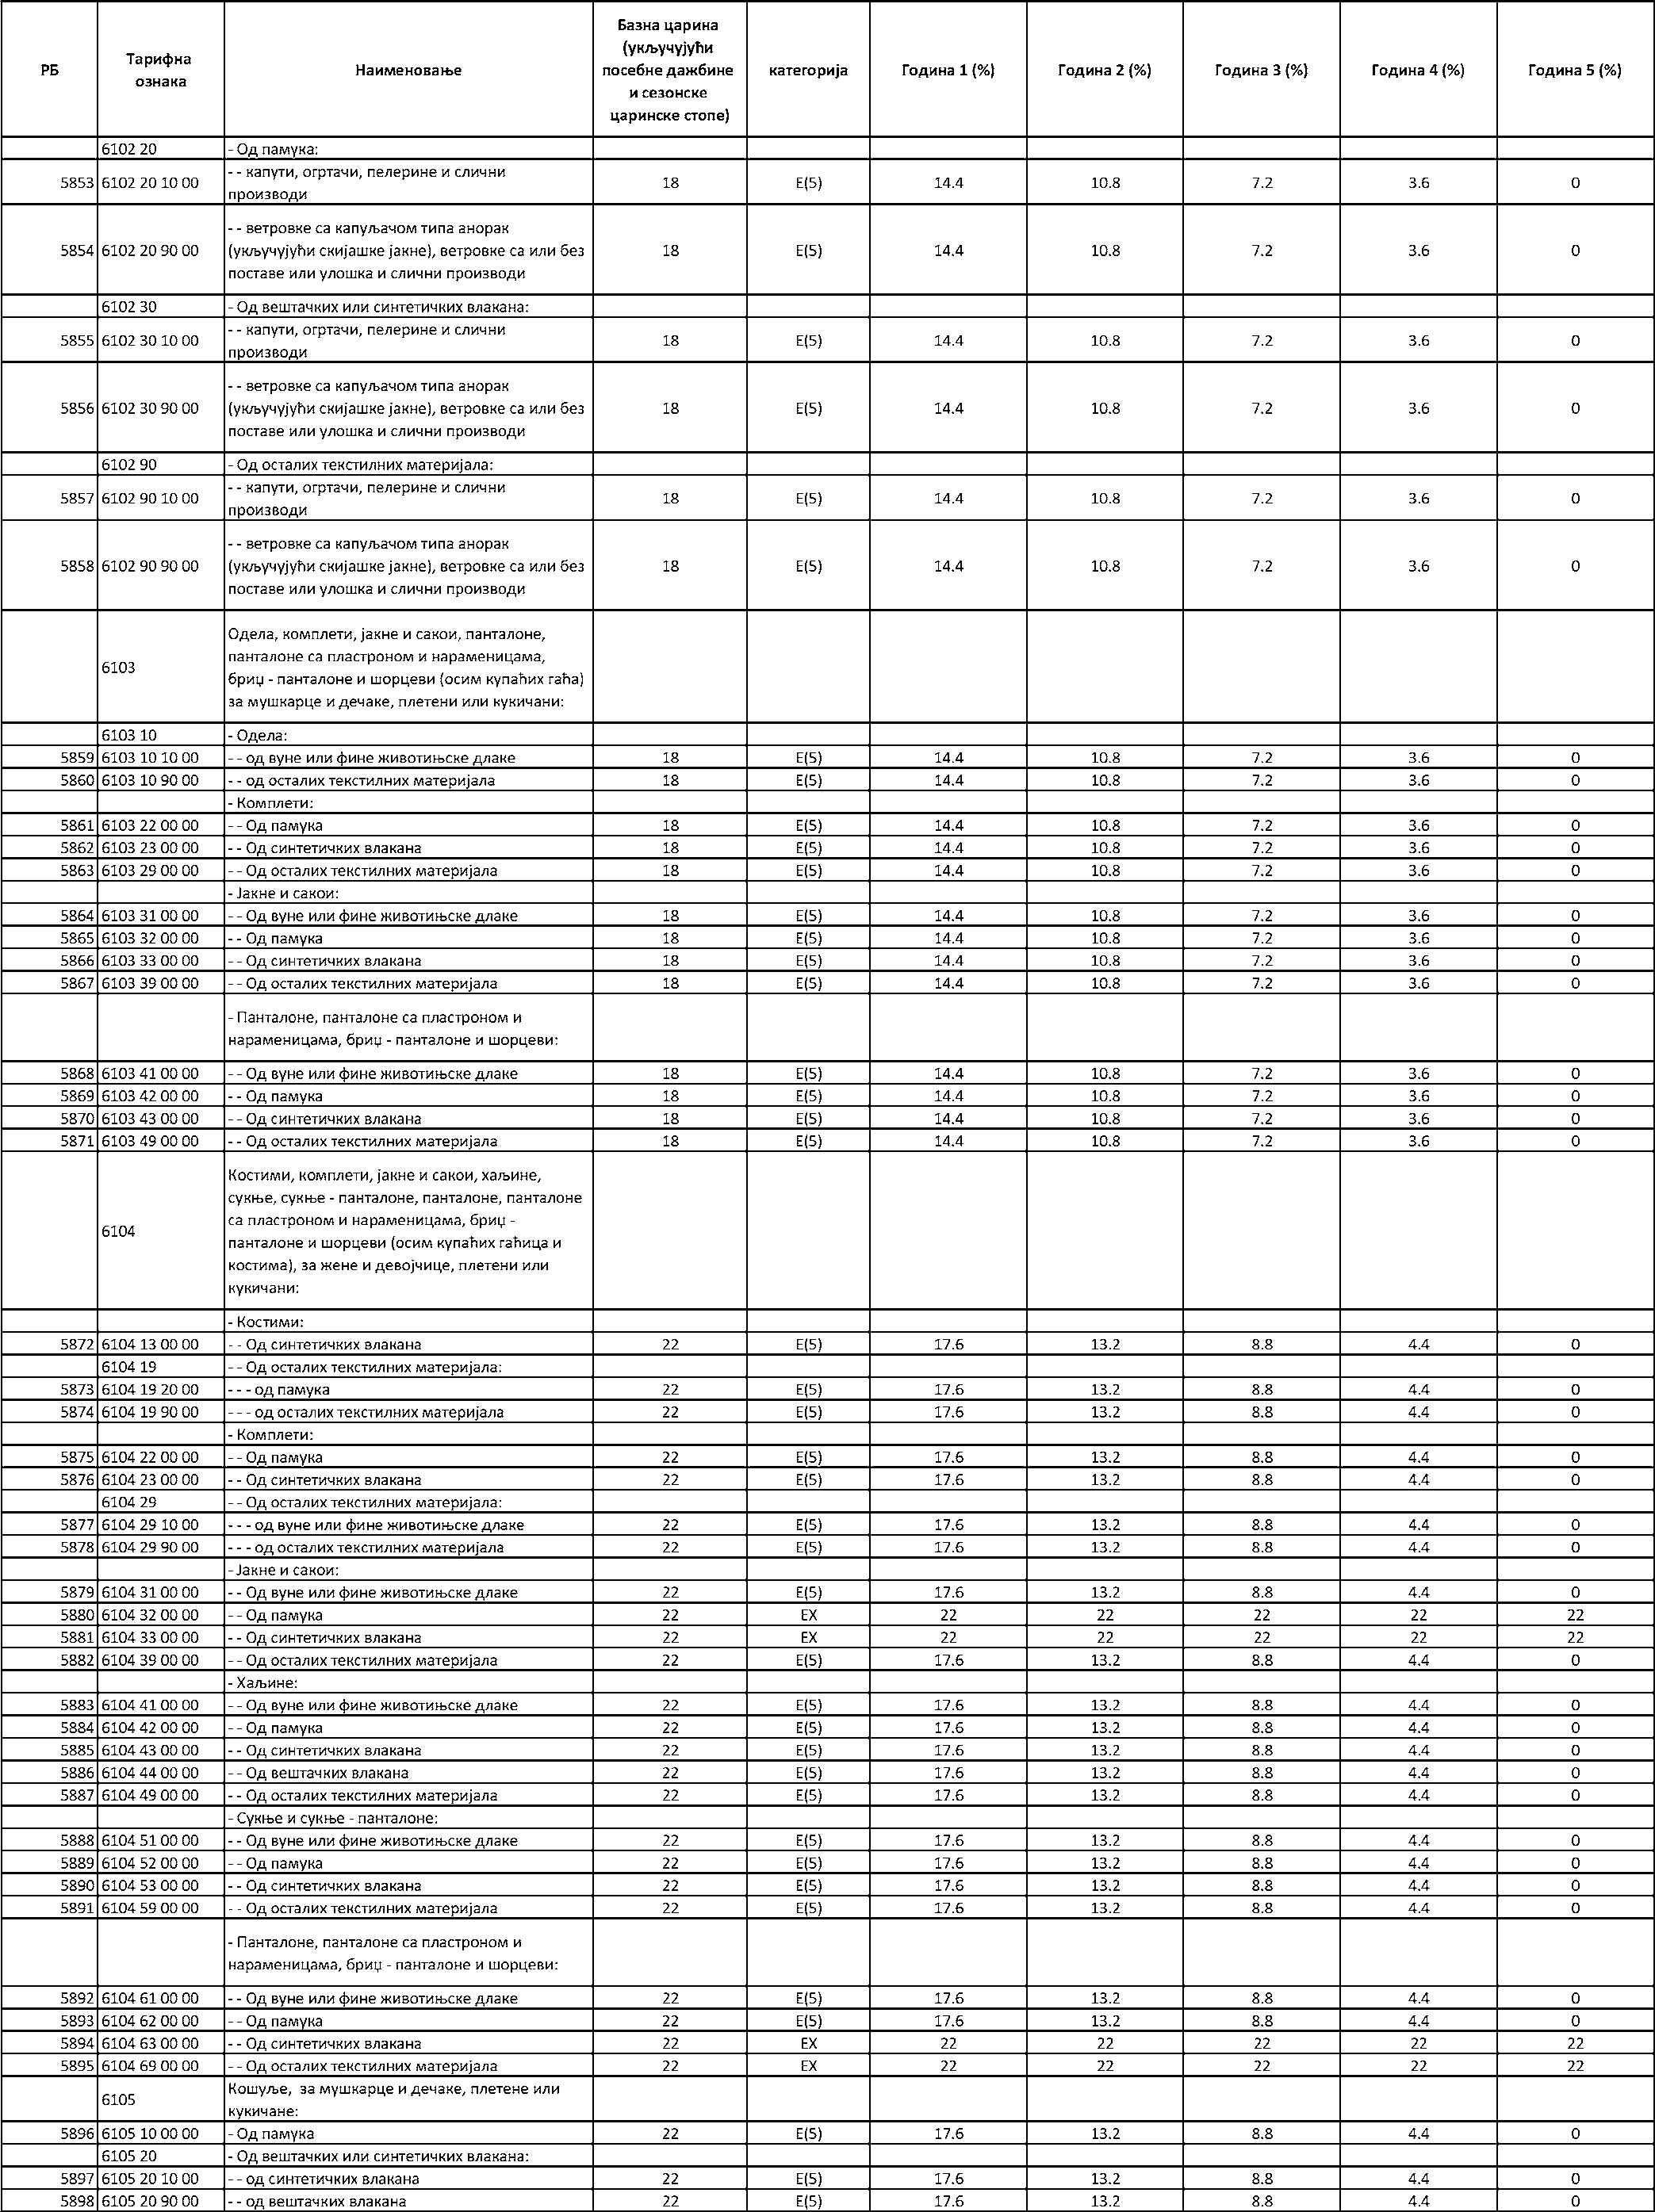 РБ Тарифна ознака Наименовање Базна царина (укључујући посебне дажбине и сезонске царинске стопе) категорија Година 1 (%) Година 2 (%) Година 3 (%) Година 4 (%) Година 5 (%)
6102 20 - Од памука:
5853 6102 20 10 00 - - капути, огртачи, пелерине и слични производи 18 E(5) 14.4 10.8 7.2 3.6 0
5854 6102 20 90 00 - - ветровке са капуљачом типа анорак (укључујући скијашке јакне), ветровке са или без поставе или улошка и слични производи 18 E(5) 14.4 10.8 7.2 3.6 0
6102 30 - Од вештачких или синтетичких влакана:
5855 6102 30 10 00 - - капути, огртачи, пелерине и слични производи 18 E(5) 14.4 10.8 7.2 3.6 0
5856 6102 30 90 00 - - ветровке са капуљачом типа анорак (укључујући скијашке јакне), ветровке са или без поставе или улошка и слични производи 18 E(5) 14.4 10.8 7.2 3.6 0
6102 90 - Од осталих текстилних материјала:
5857 6102 90 10 00 - - капути, огртачи, пелерине и слични производи 18 E(5) 14.4 10.8 7.2 3.6 0
5858 6102 90 90 00 - - ветровке са капуљачом типа анорак (укључујући скијашке јакне), ветровке са или без поставе или улошка и слични производи 18 E(5) 14.4 10.8 7.2 3.6 0
6103 Одела, комплети, јакне и сакои, панталоне, панталоне са пластроном и нараменицама, бриџ - панталоне и шорцеви (осим купаћих гаћа) за мушкарце и дечаке, плетени или кукичани:
6103 10 - Одела:
5859 6103 10 10 00 - - од вуне или фине животињске длаке 18 E(5) 14.4 10.8 7.2 3.6 0
5860 6103 10 90 00 - - од осталих текстилних материјала 18 E(5) 14.4 10.8 7.2 3.6 0
- Комплети:
5861 6103 22 00 00 - - Од памука 18 E(5) 14.4 10.8 7.2 3.6 0
5862 6103 23 00 00 - - Од синтетичких влакана 18 E(5) 14.4 10.8 7.2 3.6 0
5863 6103 29 00 00 - - Од осталих текстилних материјала 18 E(5) 14.4 10.8 7.2 3.6 0
- Јакне и сакои:
5864 6103 31 00 00 - - Од вуне или фине животињске длаке 18 E(5) 14.4 10.8 7.2 3.6 0
5865 6103 32 00 00 - - Од памука 18 E(5) 14.4 10.8 7.2 3.6 0
5866 6103 33 00 00 - - Од синтетичких влакана 18 E(5) 14.4 10.8 7.2 3.6 0
5867 6103 39 00 00 - - Од осталих текстилних материјала 18 E(5) 14.4 10.8 7.2 3.6 0
- Панталоне, панталоне са пластроном и нараменицама, бриџ - панталоне и шорцеви:
5868 6103 41 00 00 - - Од вуне или фине животињске длаке 18 E(5) 14.4 10.8 7.2 3.6 0
5869 6103 42 00 00 - - Од памука 18 E(5) 14.4 10.8 7.2 3.6 0
5870 6103 43 00 00 - - Од синтетичких влакана 18 E(5) 14.4 10.8 7.2 3.6 0
5871 6103 49 00 00 - - Од осталих текстилних материјала 18 E(5) 14.4 10.8 7.2 3.6 0
6104 Костими, комплети, јакне и сакои, хаљине, сукње, сукње - панталоне, панталоне, панталоне са пластроном и нараменицама, бриџ - панталоне и шорцеви (осим купаћих гаћица и костима), за жене и девојчице, плетени или кукичани:
- Костими:
5872 6104 13 00 00 - - Од синтетичких влакана 22 E(5) 17.6 13.2 8.8 4.4 0
6104 19 - - Од осталих текстилних материјала:
5873 6104 19 20 00 - - - од памука 22 E(5) 17.6 13.2 8.8 4.4 0
5874 6104 19 90 00 - - - од осталих текстилних материјала 22 E(5) 17.6 13.2 8.8 4.4 0
- Комплети:
5875 6104 22 00 00 - - Од памука 22 E(5) 17.6 13.2 8.8 4.4 0
5876 6104 23 00 00 - - Од синтетичких влакана 22 E(5) 17.6 13.2 8.8 4.4 0
6104 29 - - Од осталих текстилних материјала:
5877 6104 29 10 00 - - - од вуне или фине животињске длаке 22 E(5) 17.6 13.2 8.8 4.4 0
5878 6104 29 90 00 - - - од осталих текстилних материјала 22 E(5) 17.6 13.2 8.8 4.4 0
- Јакне и сакои:
5879 6104 31 00 00 - - Од вуне или фине животињске длаке 22 E(5) 17.6 13.2 8.8 4.4 0
5880 6104 32 00 00 - - Од памука 22 EX 22 22 22 22 22
5881 6104 33 00 00 - - Од синтетичких влакана 22 EX 22 22 22 22 22
5882 6104 39 00 00 - - Од осталих текстилних материјала 22 E(5) 17.6 13.2 8.8 4.4 0
- Хаљине:
5883 6104 41 00 00 - - Од вуне или фине животињске длаке 22 E(5) 17.6 13.2 8.8 4.4 0
5884 6104 42 00 00 - - Од памука 22 E(5) 17.6 13.2 8.8 4.4 0
5885 6104 43 00 00 - - Од синтетичких влакана 22 E(5) 17.6 13.2 8.8 4.4 0
5886 6104 44 00 00 - - Од вештачких влакана 22 E(5) 17.6 13.2 8.8 4.4 0
5887 6104 49 00 00 - - Од осталих текстилних материјала 22 E(5) 17.6 13.2 8.8 4.4 0
- Сукње и сукње - панталоне:
5888 6104 51 00 00 - - Од вуне или фине животињске длаке 22 E(5) 17.6 13.2 8.8 4.4 0
5889 6104 52 00 00 - - Од памука 22 E(5) 17.6 13.2 8.8 4.4 0
5890 6104 53 00 00 - - Од синтетичких влакана 22 E(5) 17.6 13.2 8.8 4.4 0
5891 6104 59 00 00 - - Од осталих текстилних материјала 22 E(5) 17.6 13.2 8.8 4.4 0
- Панталоне, панталоне са пластроном и нараменицама, бриџ - панталоне и шорцеви:
5892 6104 61 00 00 - - Од вуне или фине животињске длаке 22 E(5) 17.6 13.2 8.8 4.4 0
5893 6104 62 00 00 - - Од памука 22 E(5) 17.6 13.2 8.8 4.4 0
5894 6104 63 00 00 - - Од синтетичких влакана 22 EX 22 22 22 22 22
5895 6104 69 00 00 - - Од осталих текстилних материјала 22 EX 22 22 22 22 22
6105 Кошуље, за мушкарце и дечаке, плетене или кукичане:
5896 6105 10 00 00 - Од памука 22 E(5) 17.6 13.2 8.8 4.4 0
6105 20 - Од вештачких или синтетичких влакана:
5897 6105 20 10 00 - - од синтетичких влакана 22 E(5) 17.6 13.2 8.8 4.4 0
5898 6105 20 90 00 - - од вештачких влакана 22 E(5) 17.6 13.2 8.8 4.4 0